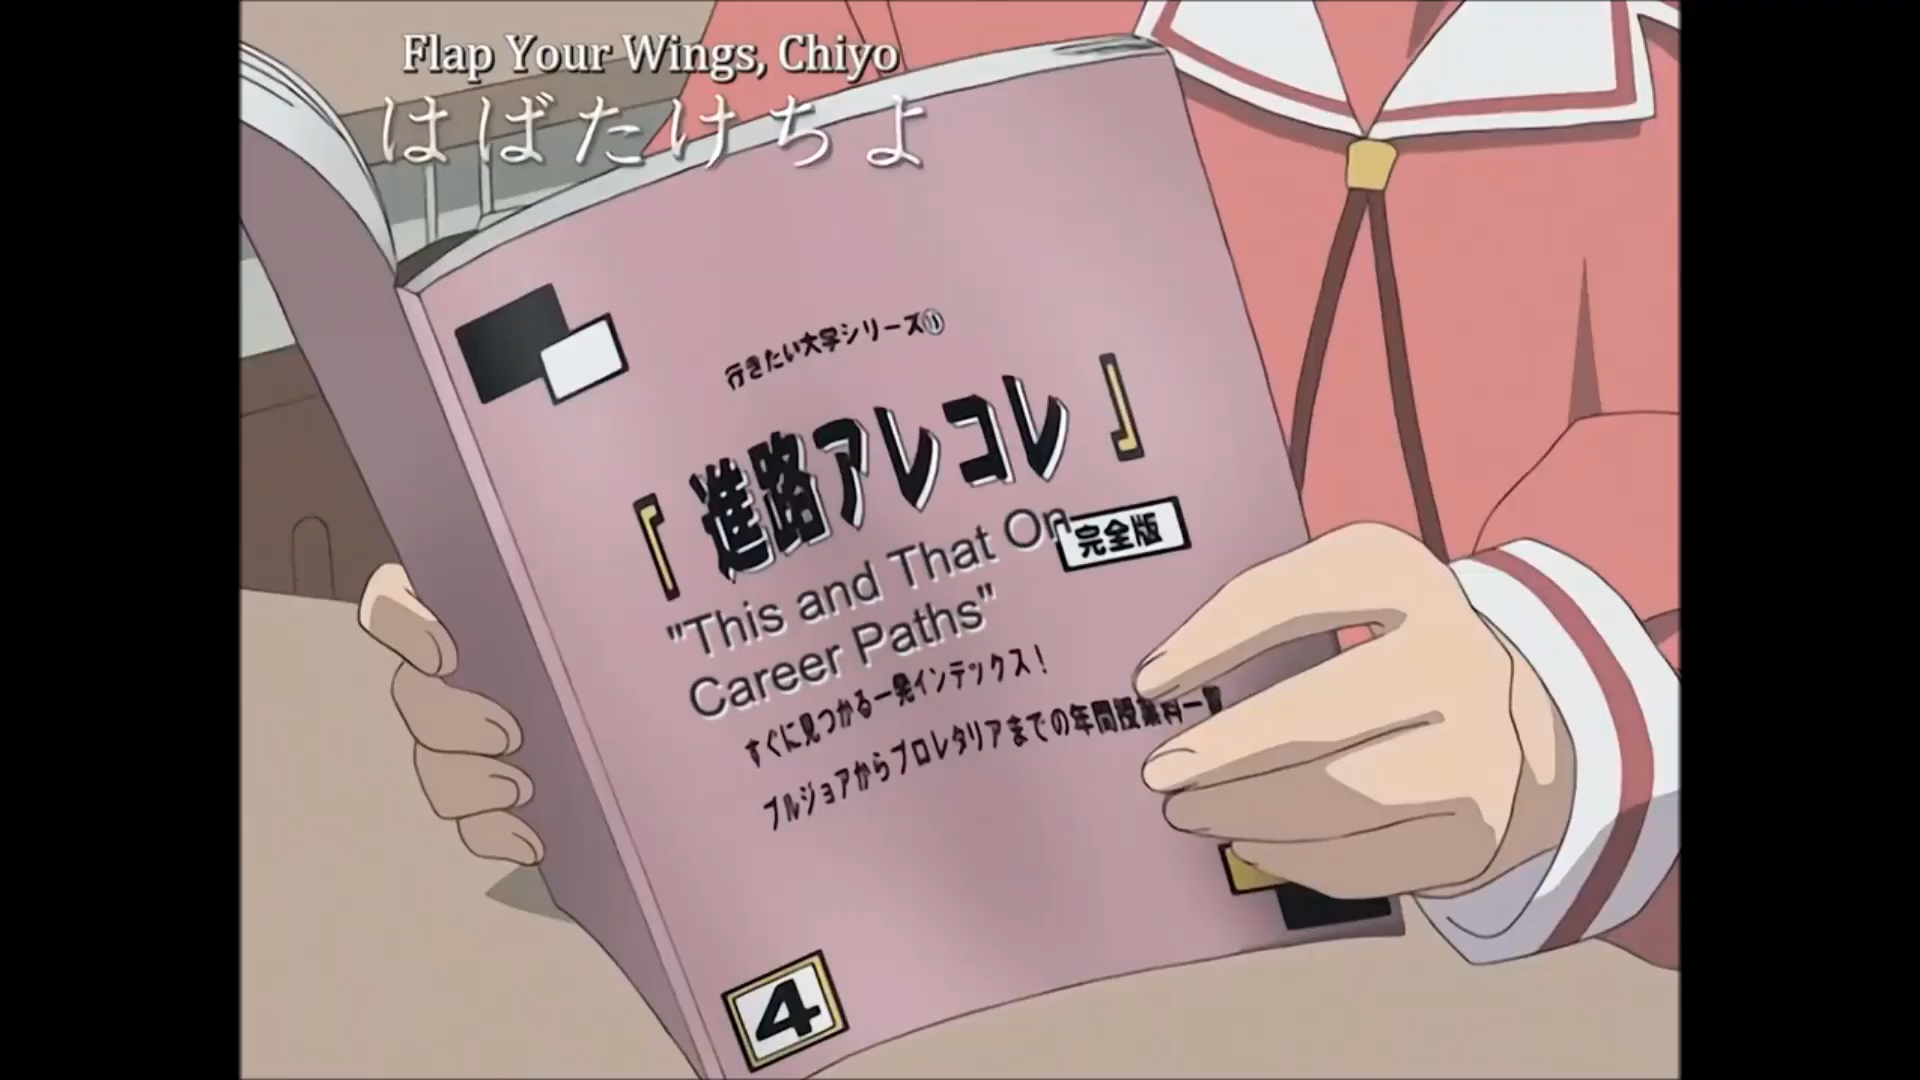 Flap Your Wings, Chiyo
はばたけちよ
行きたい大学シリーズ⑩
『進路アレコレ』
完全版
"This and That On
Career Paths"
すぐに見つかる一発インデックス!
ブルジョアからプロレタリアまでの年間授業料一覧
4